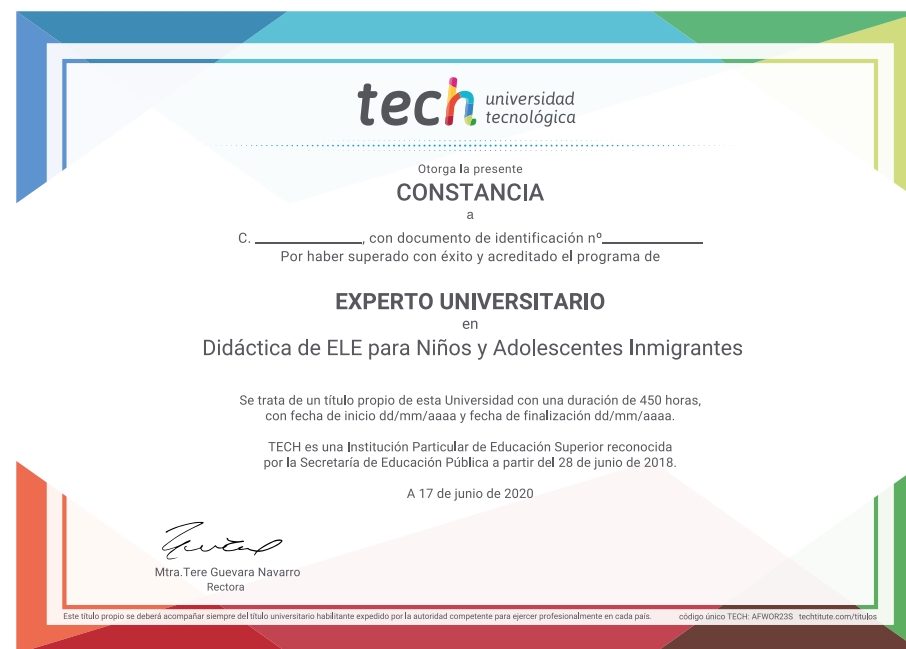 tech universidad
tecnológica
Otorga la presente
CONSTANCIA
a
C. ____________, con documento de identificación nº____________
Por haber superado con éxito y acreditado el programa de
EXPERTO UNIVERSITARIO
en
Didáctica de ELE para Niños y Adolescentes Inmigrantes
Se trata de un título propio de esta Universidad con una duración de 450 horas,
con fecha de inicio dd/mm/aaaa y fecha de finalización dd/mm/aaaa.
TECH es una Institución Particular de Educación Superior reconocida
por la Secretaría de Educación Pública a partir del 28 de junio de 2018.
A 17 de junio de 2020
Mtra.Tere Guevara Navarro
Rectora
Este título propio se deberá acompañar siempre del título universitario habilitante expedido por la autoridad competente para ejercer profesionalmente en cada país. código único TECH: AFWOR23S techtitute.com/titulos